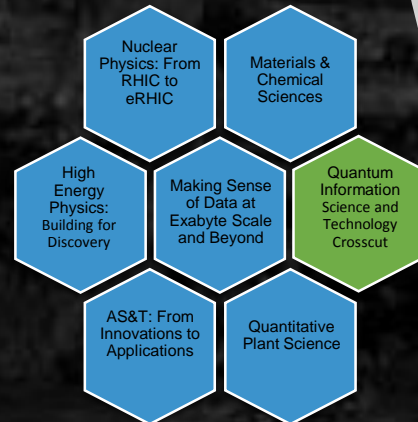 Nuclear
Physics: From
RHIC to
eRHIC
Materials &
Chemical
Sciences
High
Energy
Physics:
Building for
Discovery
Making Sense
of Data at
Exabyte Scale
and Beyond
Quantum
Information
Science and
Technology
Crosscut
AS&T: From
Innovations to
Applications
Quantitative
Plant Science